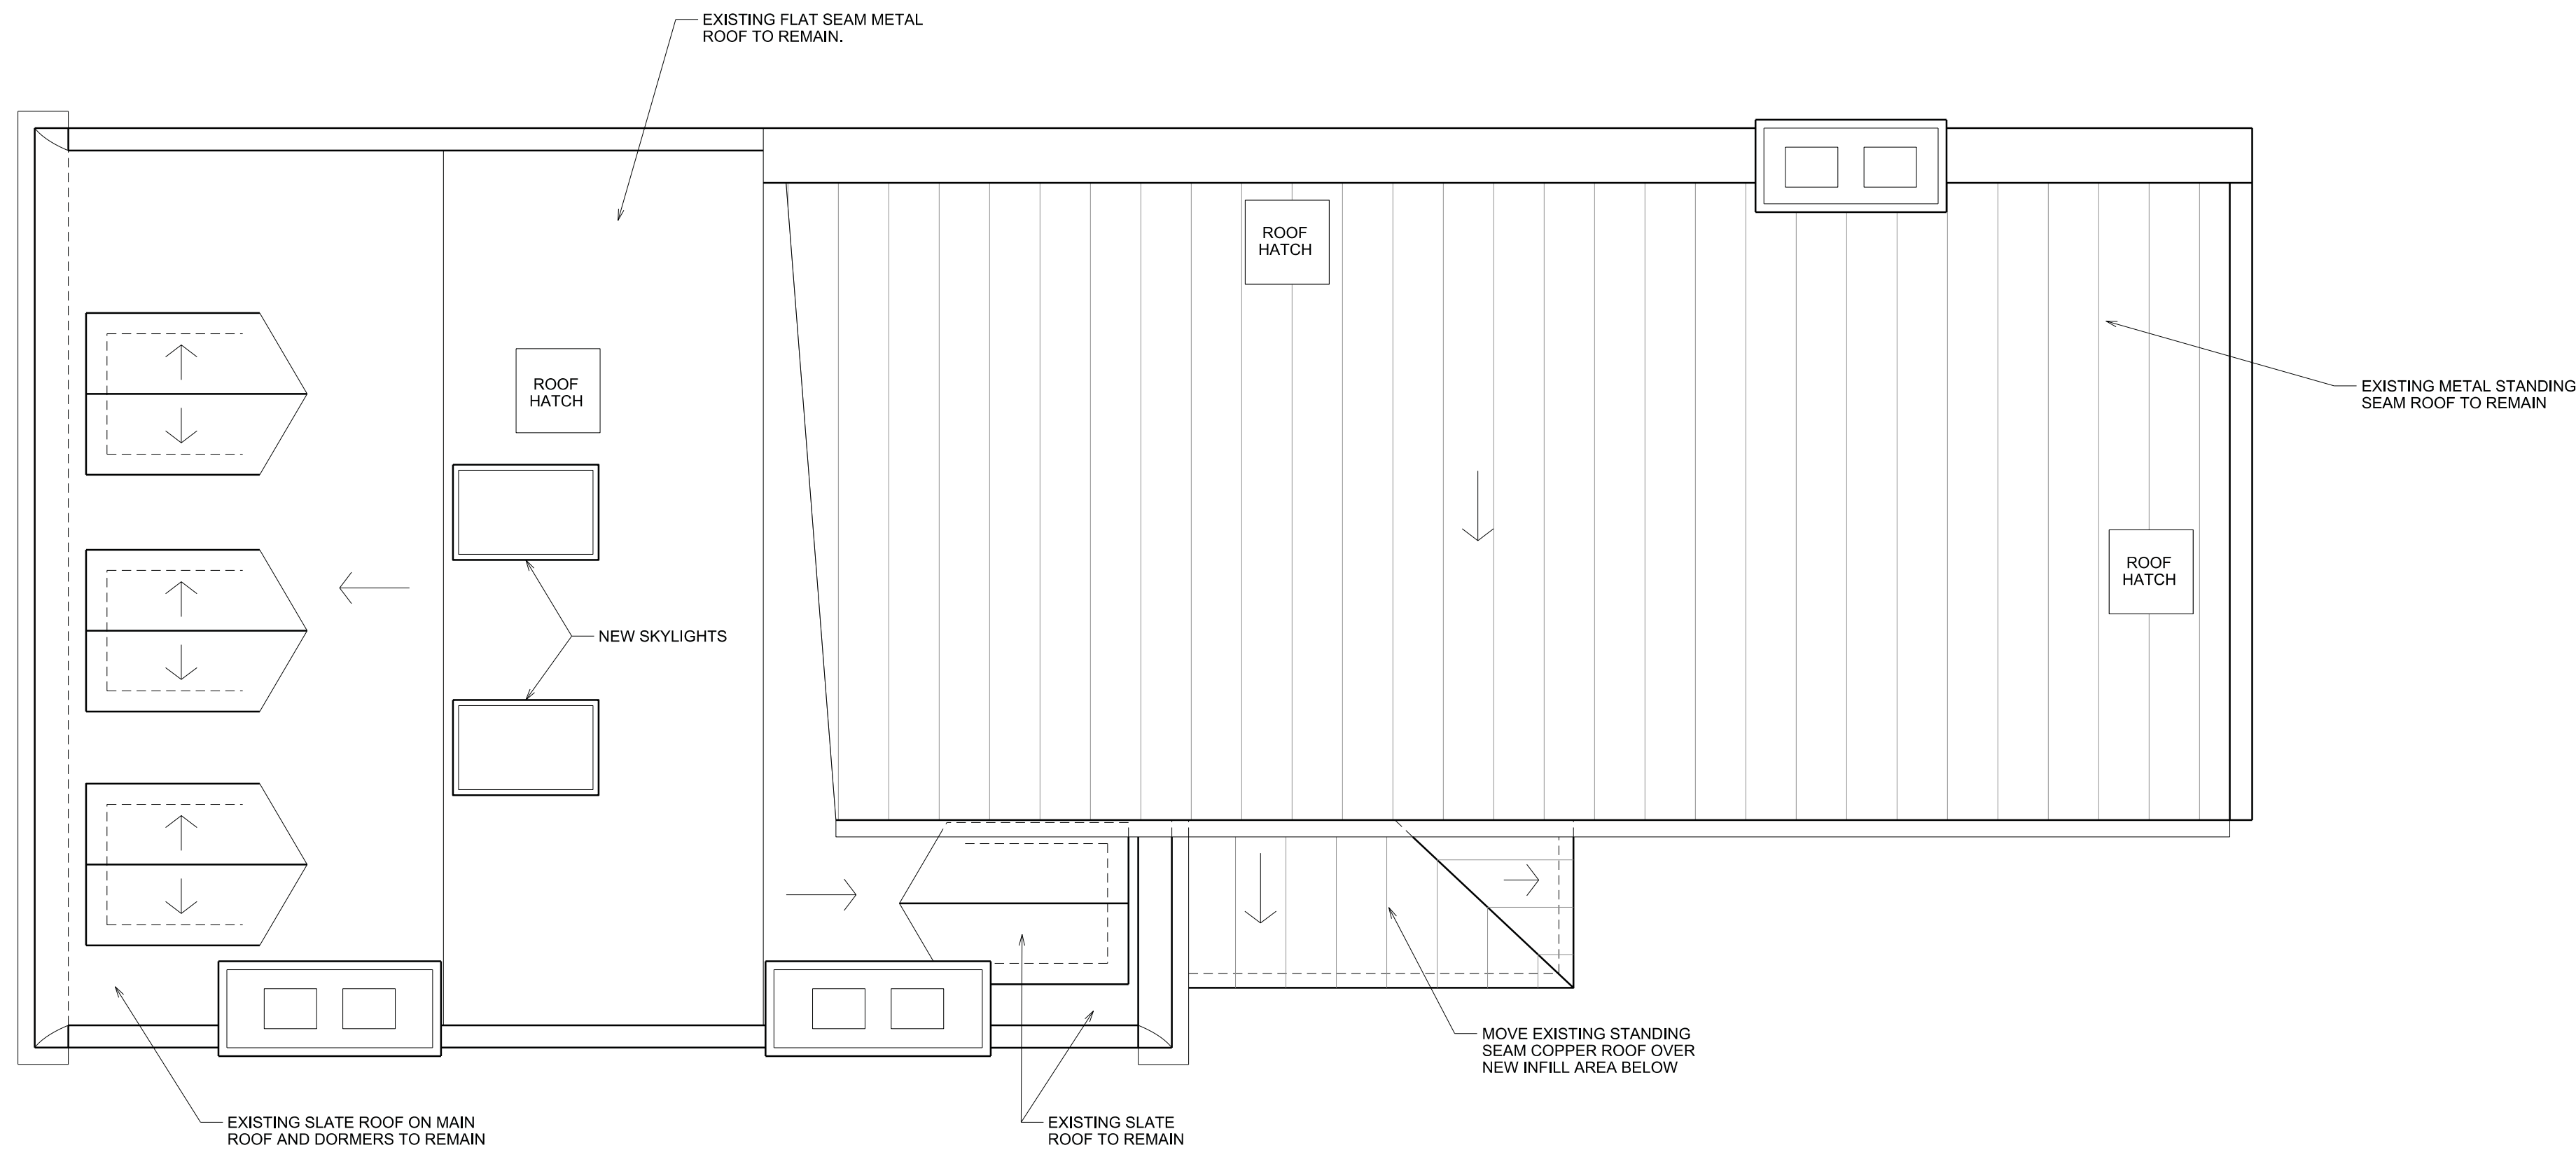 EXISTING FLAT SEAM METAL
ROOF TO REMAIN.
ROOF
HATCH
ROOF
HATCH
EXISTING METAL STANDING
SEAM ROOF TO REMAIN
ROOF
HATCH
NEW SKYLIGHTS
MOVE EXISTING STANDING
SEAM COPPER ROOF OVER
NEW INFILL AREA BELOW
EXISTING SLATE ROOF ON MAIN
ROOF AND DORMERS TO REMAIN
EXISTING SLATE
ROOF TO REMAIN